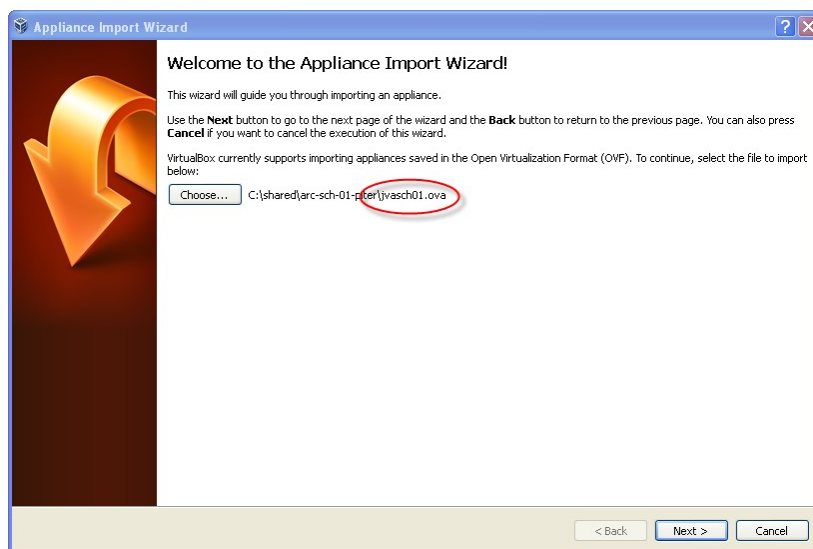 Appliance Import Wizard
Welcome to the Appliance Import Wizard!
This wizard will guide you through importing an appliance.
Use the Next button to go to the next page of the wizard and the Back button to return to the previous page. You can also press
Cancel if you want to cancel the execution of this wizard.
VirtualBox currently supports importing appliances saved in the Open Virtualization Format (OVF). To continue, select the file to import
below:
Choose... C:\shared\arc-sch-01-piter\jvasch01.ova
< Back Next > Cancel